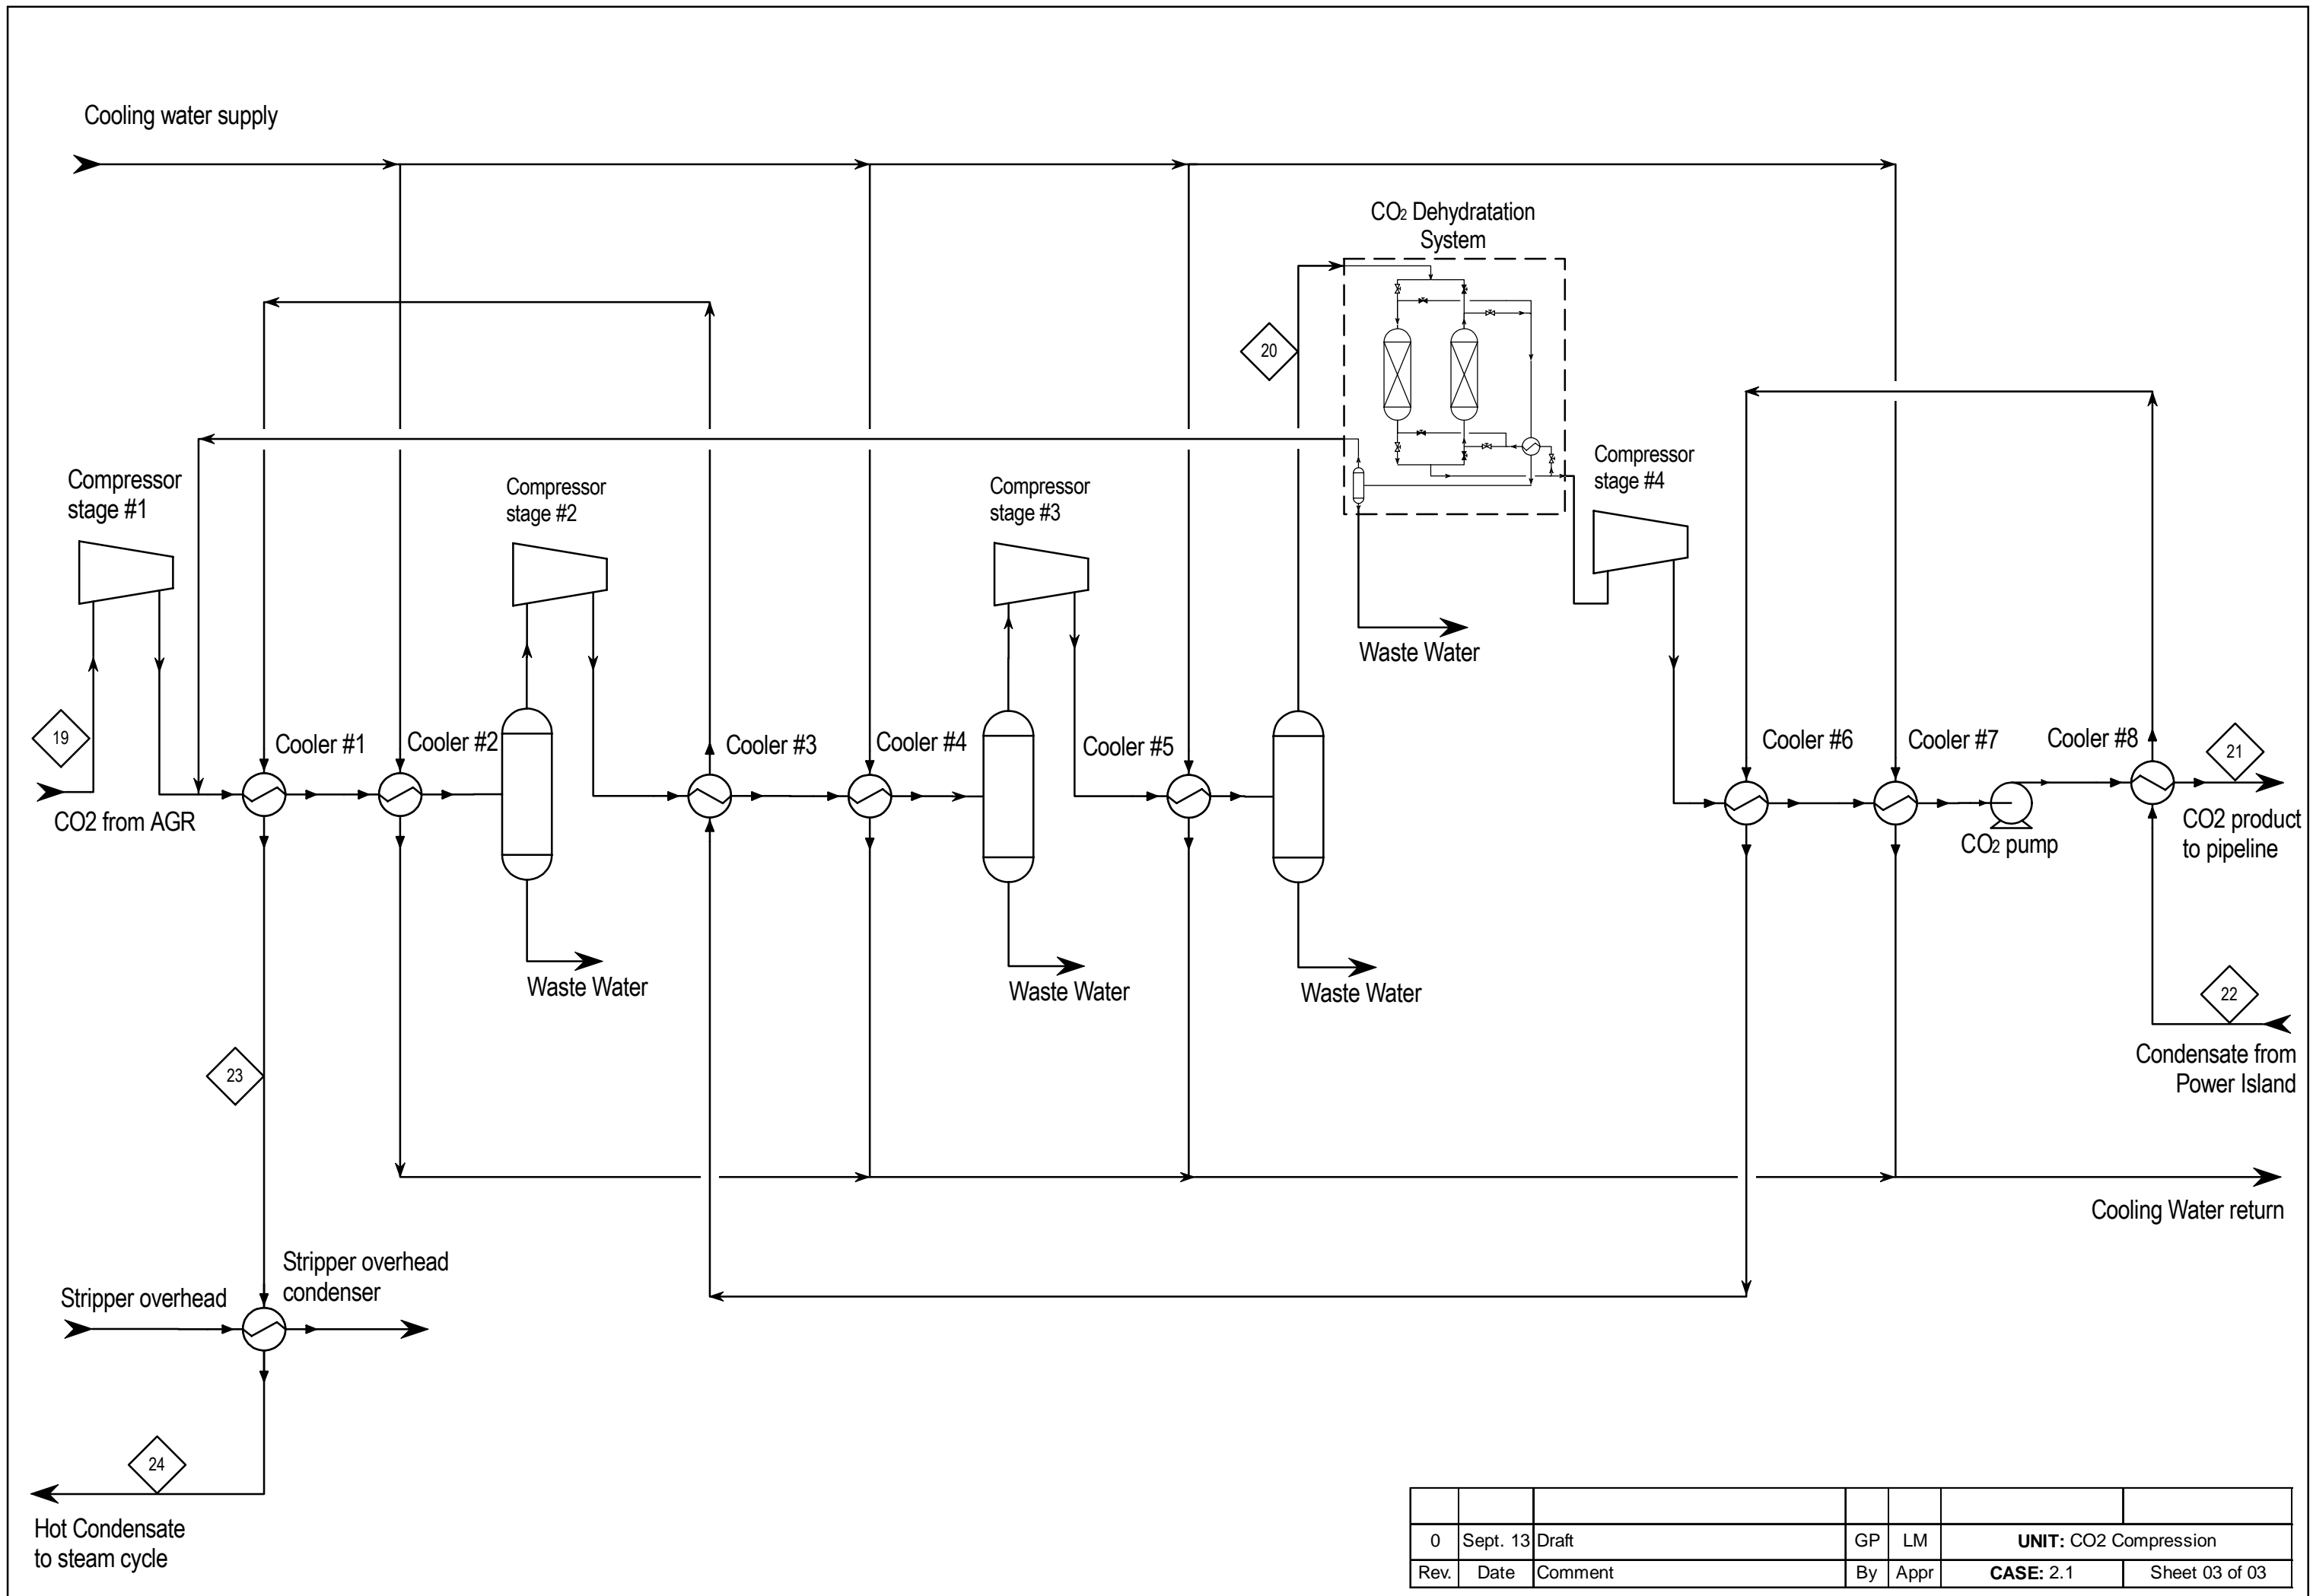 Cooling water supply
CO2 Dehydratation
System
20
Compressor
stage #1
Compressor
stage #2
Compressor
stage #3
Compressor
stage #4
Waste Water
19
Cooler #1
Cooler #2
Cooler #3
Cooler #4
Cooler #5
Cooler #6
Cooler #7
Cooler #8
21
CO2 from AGR
CO2 pump
CO2 product
to pipeline
Waste Water
Waste Water
Waste Water
22
Condensate from
Power Island
23
Cooling Water return
Stripper overhead
condenser
Stripper overhead
24
Hot Condensate
to steam cycle
0 Sept. 13 Draft GP LM UNIT: CO2 Compression
Rev. Date Comment By Appr CASE: 2.1 Sheet 03 of 03